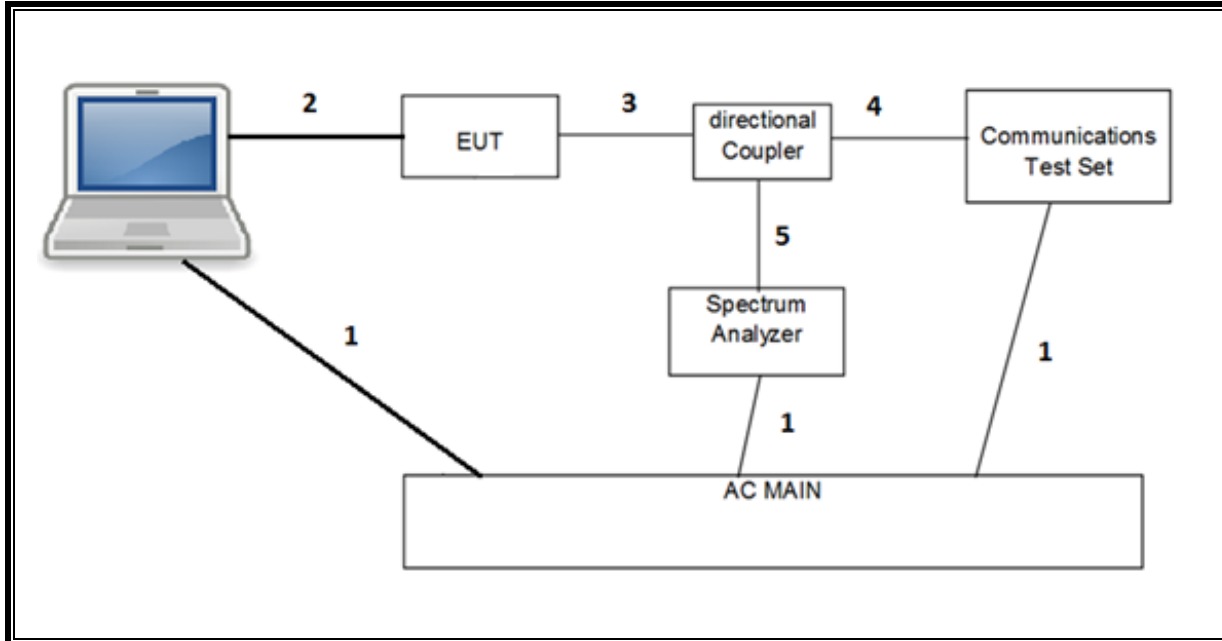 2
EUT
3
directional
Coupler
4
Communications
Test Set
5
Spectrum
Analyzer
1
1
1
AC MAIN